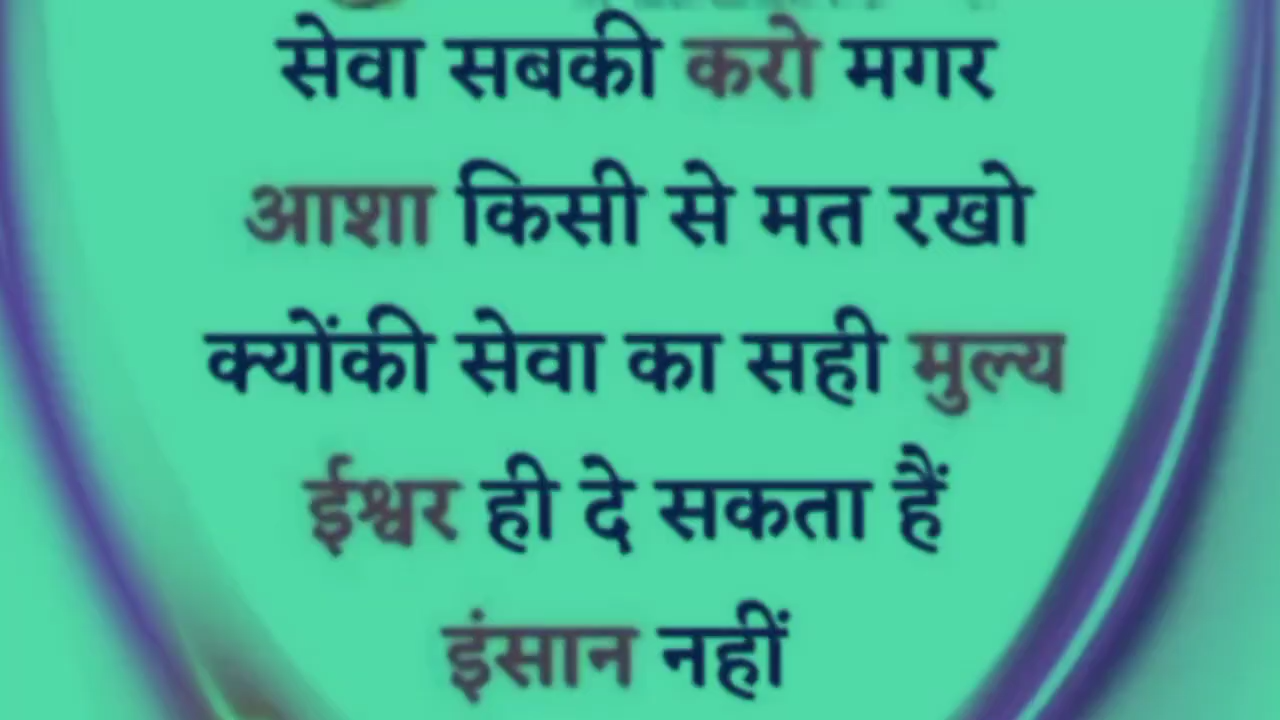 सेवा सबकी करो मगर
आशा किसी से मत रखो
क्योंकी सेवा का सही मुल्य
ईश्वर ही दे सकता हैं
इंसान नहीं